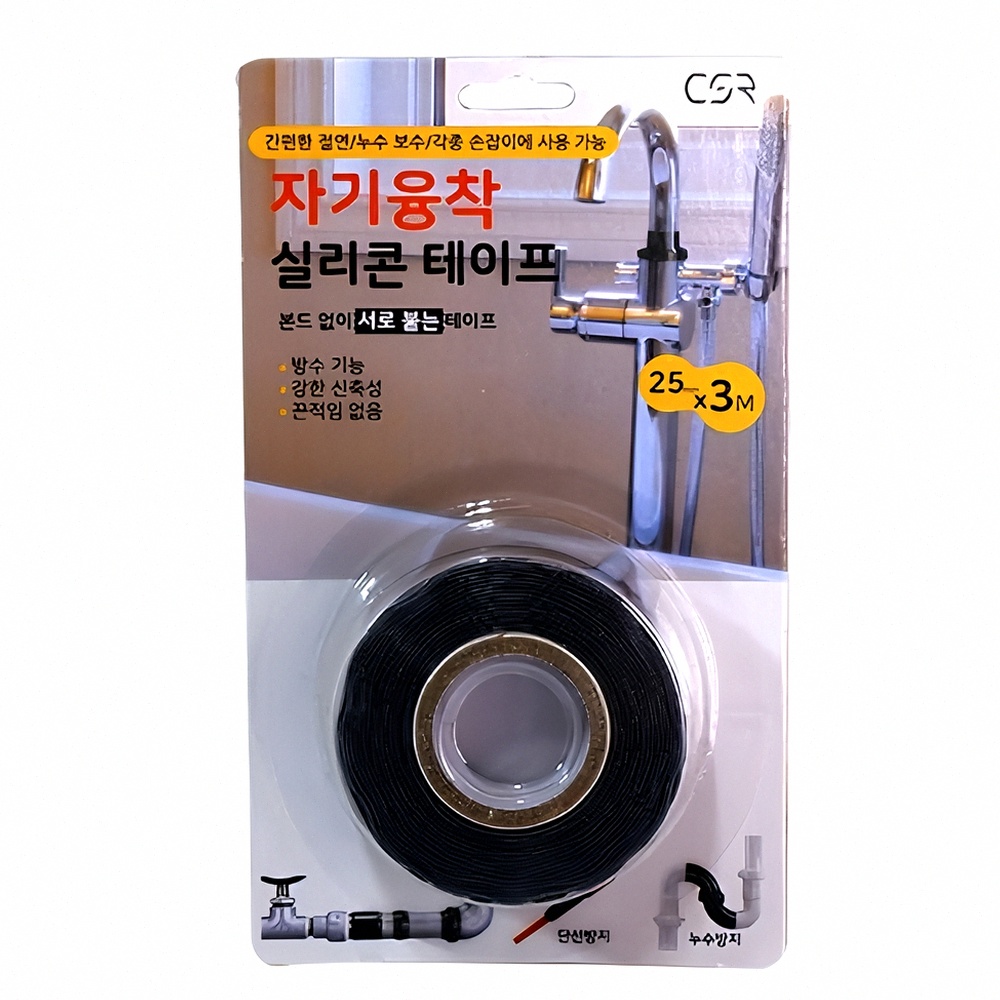 CSR
간편한 절연/누수 보수/각종 손잡이에 사용 가능
자기융착
실리콘 테이프
본드 없이 서로 붙는 테이프
방수 기능
강한 신축성
끈적임 없음
25 x 3M
단선방지
누수방지